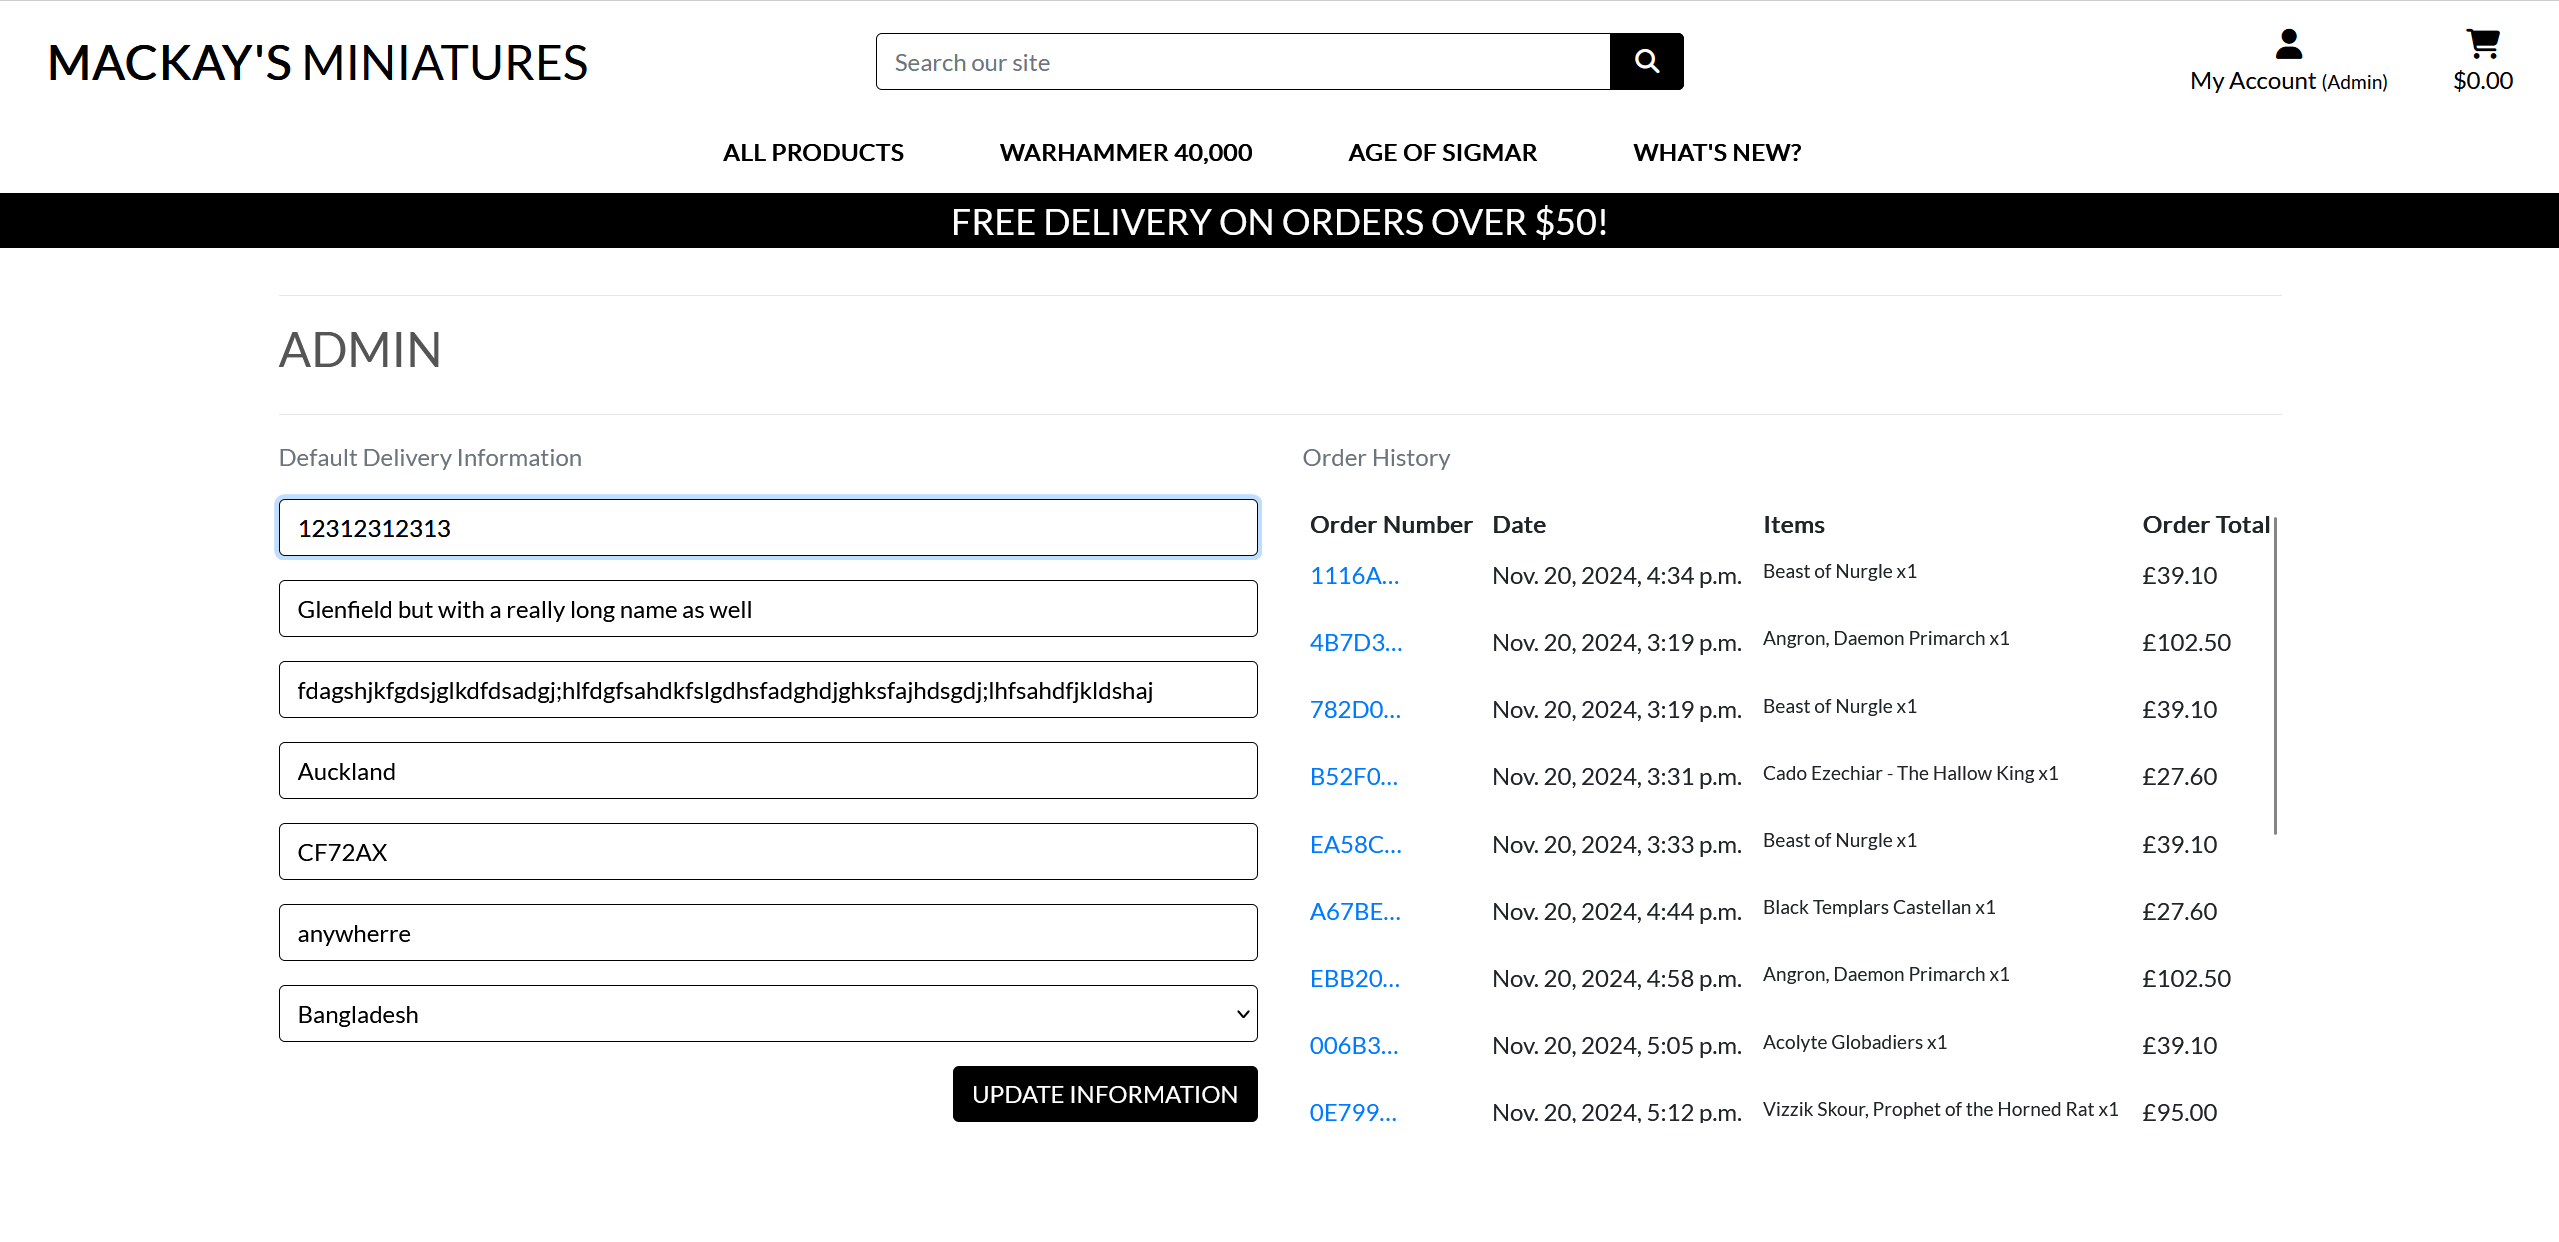 MACKAY'S MINIATURES
Search our site
My Account (Admin)
$0.00
ALL PRODUCTS WARHAMMER 40,000 AGE OF SIGMAR WHAT'S NEW?
FREE DELIVERY ON ORDERS OVER $50!
ADMIN
Default Delivery Information
12312312313
Glenfield but with a really long name as well
fdagshjkfgdsjglkdfdsadgj;hlfdgfsahdkfslgdhsfadghdjghksfajhdsgdj;lhfsahdfjkldshaj
Auckland
CF72AX
anywherre
Bangladesh
UPDATE INFORMATION
Order History
Order Number Date Items Order Total
1116A... Nov. 20, 2024, 4:34 p.m. Beast of Nurgle x1 £39.10
4B7D3... Nov. 20, 2024, 3:19 p.m. Angron, Daemon Primarch x1 £102.50
782D0... Nov. 20, 2024, 3:19 p.m. Beast of Nurgle x1 £39.10
B52F0... Nov. 20, 2024, 3:31 p.m. Cado Ezechiar - The Hallow King x1 £27.60
EA58C... Nov. 20, 2024, 3:33 p.m. Beast of Nurgle x1 £39.10
A67BE... Nov. 20, 2024, 4:44 p.m. Black Templars Castellan x1 £27.60
EBB20... Nov. 20, 2024, 4:58 p.m. Angron, Daemon Primarch x1 £102.50
006B3... Nov. 20, 2024, 5:05 p.m. Acolyte Globadiers x1 £39.10
0E799... Nov. 20, 2024, 5:12 p.m. Vizzik Skour, Prophet of the Horned Rat x1 £95.00